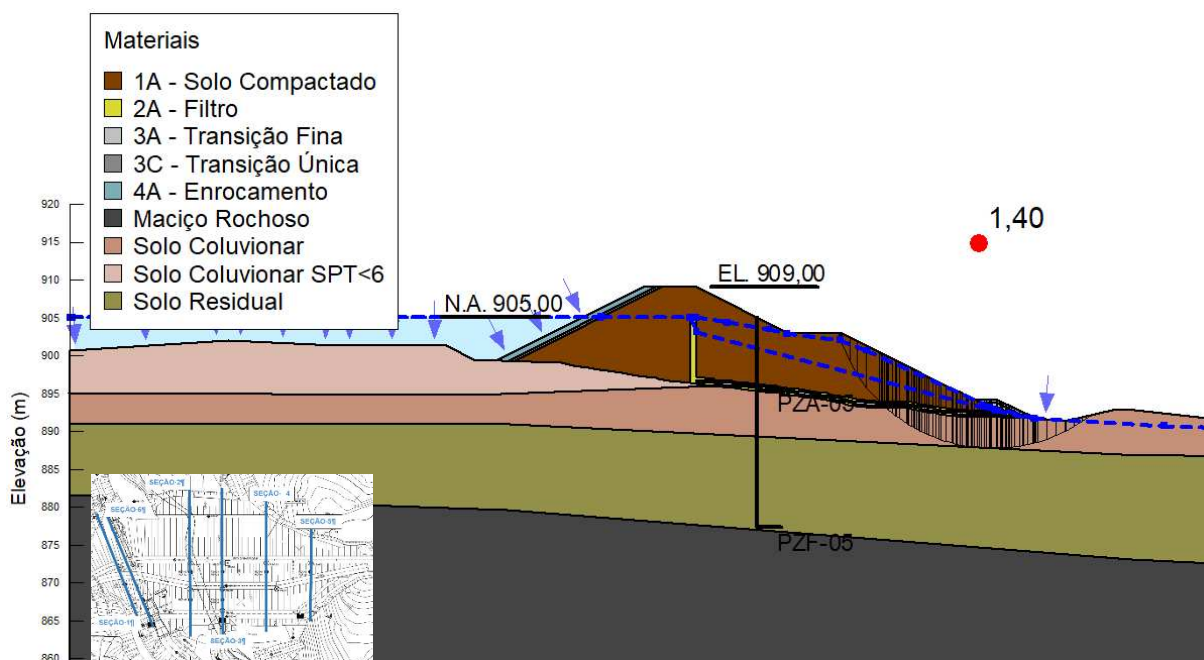 Materiais
1A - Solo Compactado
2A - Filtro
3A - Transição Fina
3C - Transição Única
4A - Enrocamento
Maciço Rochoso
Solo Coluvionar
Solo Coluvionar SPT<6
Solo Residual
1,40
EL. 909,00
N.A. 905,00
PZA-05
PZF-05
Elevação (m)
920
915
910
905
900
895
890
885
880
875
870
865
860
SEÇÃO-2¶
SEÇÃO- 4
SEÇÃO-6¶
SEÇÃO-5¶
SEÇÃO-1¶
SEÇÃO-3¶